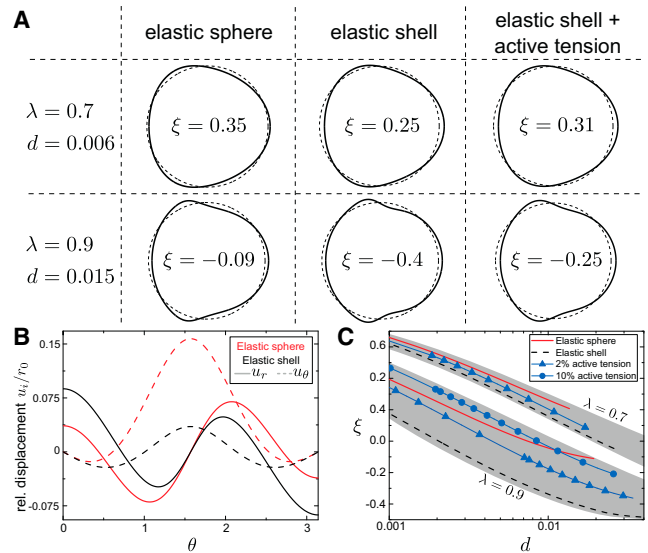 A
elastic sphere
elastic shell
elastic shell +
active tension
λ = 0.7
d = 0.006
ξ = 0.35
ξ = 0.25
ξ = 0.31
λ = 0.9
d = 0.015
ξ = −0.09
ξ = −0.4
ξ = −0.25
B
rel. displacement u_i/r_0
0.15
0.075
0
-0.075
Elastic sphere
Elastic shell
u_r u_θ
0 1 2 3
θ
C
ξ
0.6
0.4
0.0
-0.2
-0.4
Elastic sphere
Elastic shell
2% active tension
10% active tension
λ = 0.7
λ = 0.9
0.001 0.01
d